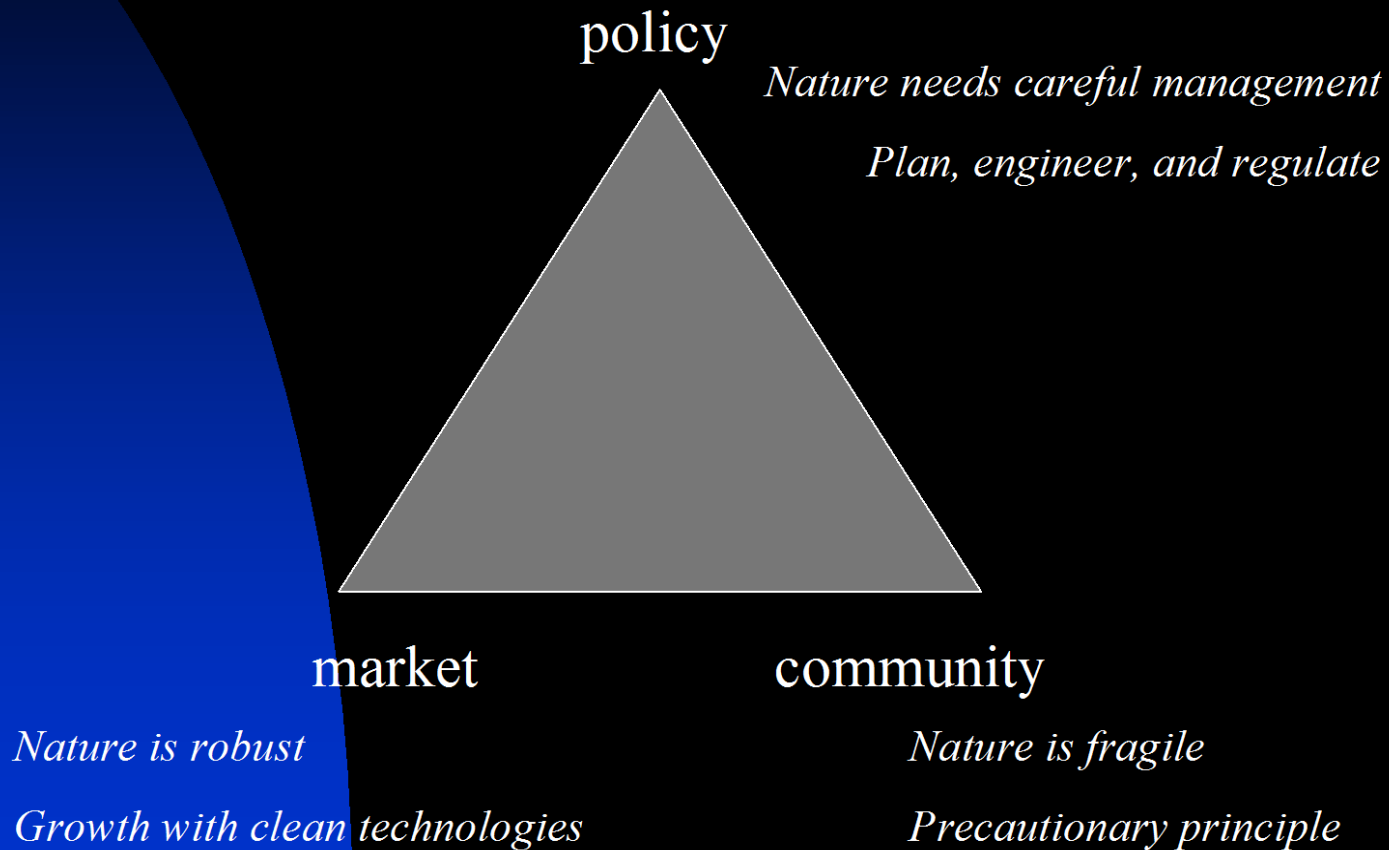 policy
Nature needs careful management
Plan, engineer, and regulate
market
community
Nature is robust
Nature is fragile
Growth with clean technologies
Precautionary principle